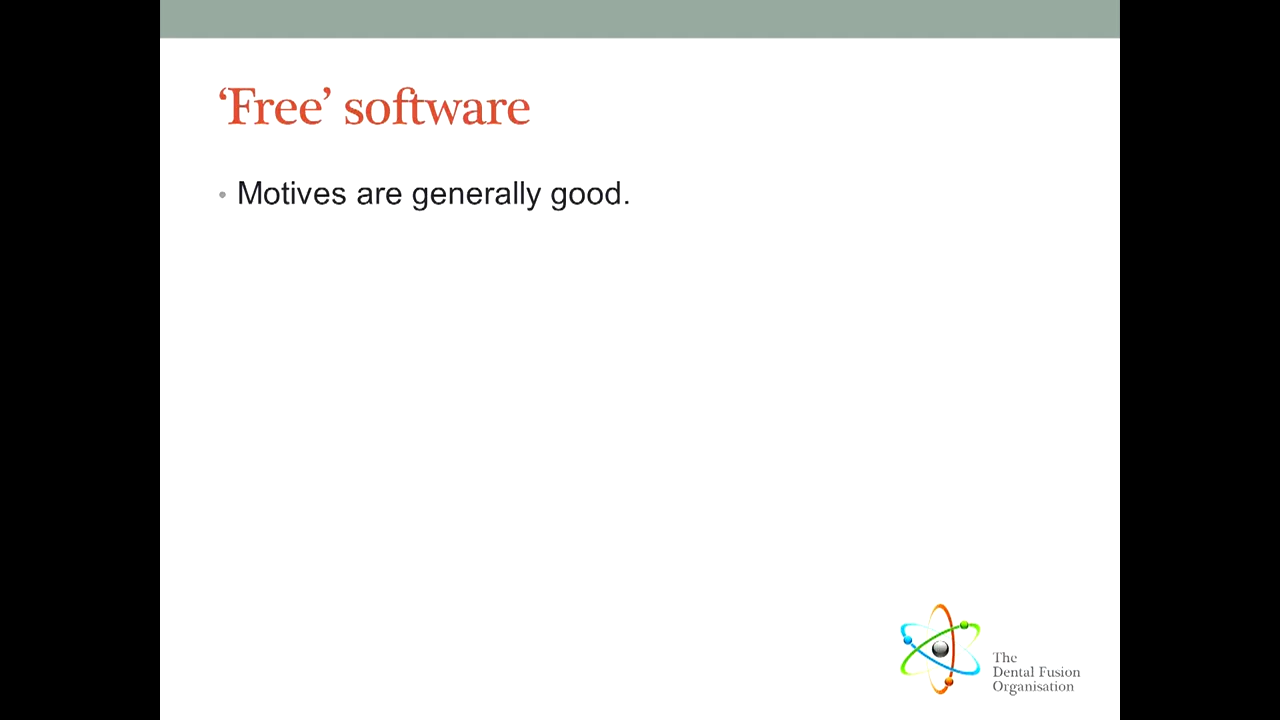 ‘Free’ software
• Motives are generally good.
The
Dental Fusion
Organisation